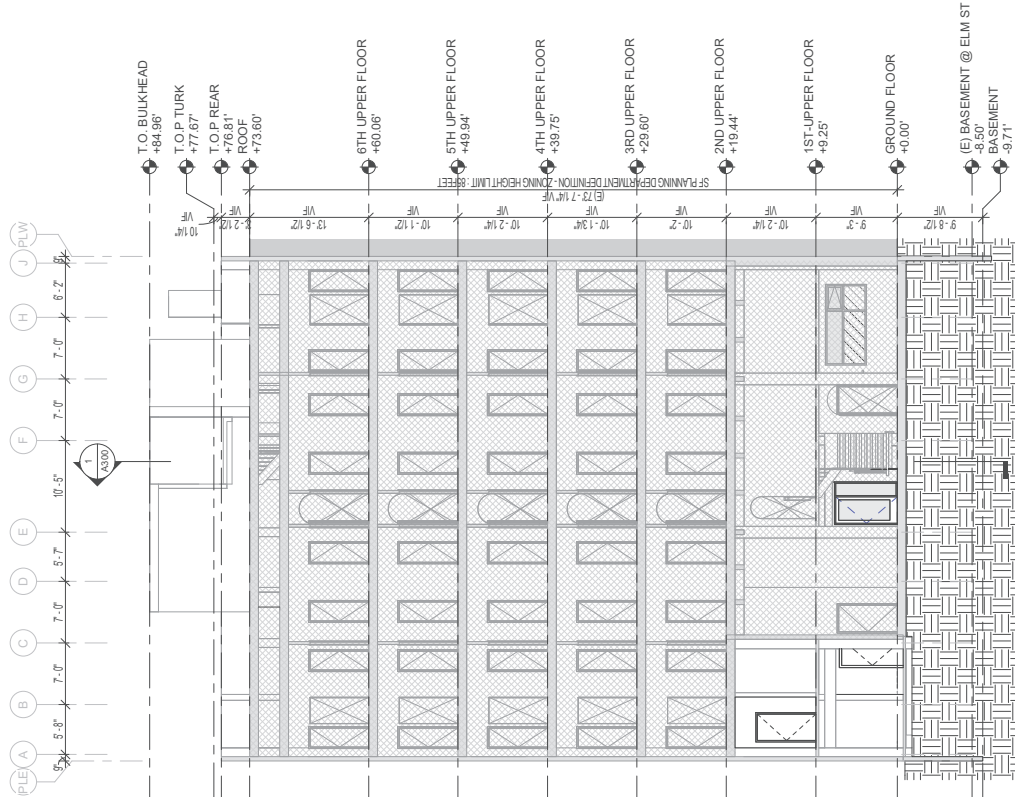 (PLE)
A
B
C
D
E
F
G
H
J
(PLW)
9"
5' - 8"
7' - 0"
7' - 0"
5' - 7"
10' - 5"
7' - 0"
7' - 0"
6' - 2"
9"
1
A300
T.O. BULKHEAD
+84.96'
T.O.P TURK
+77.67'
T.O.P REAR
+76.81'
ROOF
+73.60'
6TH UPPER FLOOR
+60.06'
5TH UPPER FLOOR
+49.94'
4TH UPPER FLOOR
+39.75'
3RD UPPER FLOOR
+29.60'
2ND UPPER FLOOR
+19.44'
1ST-UPPER FLOOR
+9.25'
GROUND FLOOR
+0.00'
(E) BASEMENT @ ELM ST
-8.50'
BASEMENT
-9.71'
10 1/4"
VIF
3' - 2 1/2"
VIF
13' - 6 1/2"
VIF
10' - 1 1/2"
VIF
10' - 2 1/4"
VIF
10' - 1 3/4"
VIF
10' - 2"
VIF
10' - 2 1/4"
VIF
9' - 3"
VIF
9' - 8 1/2"
VIF
(E) 73' - 7 1/4" VIF
SF PLANNING DEPARTMENT DEFINITION - ZONING HEIGHT LIMIT : 85 FEET